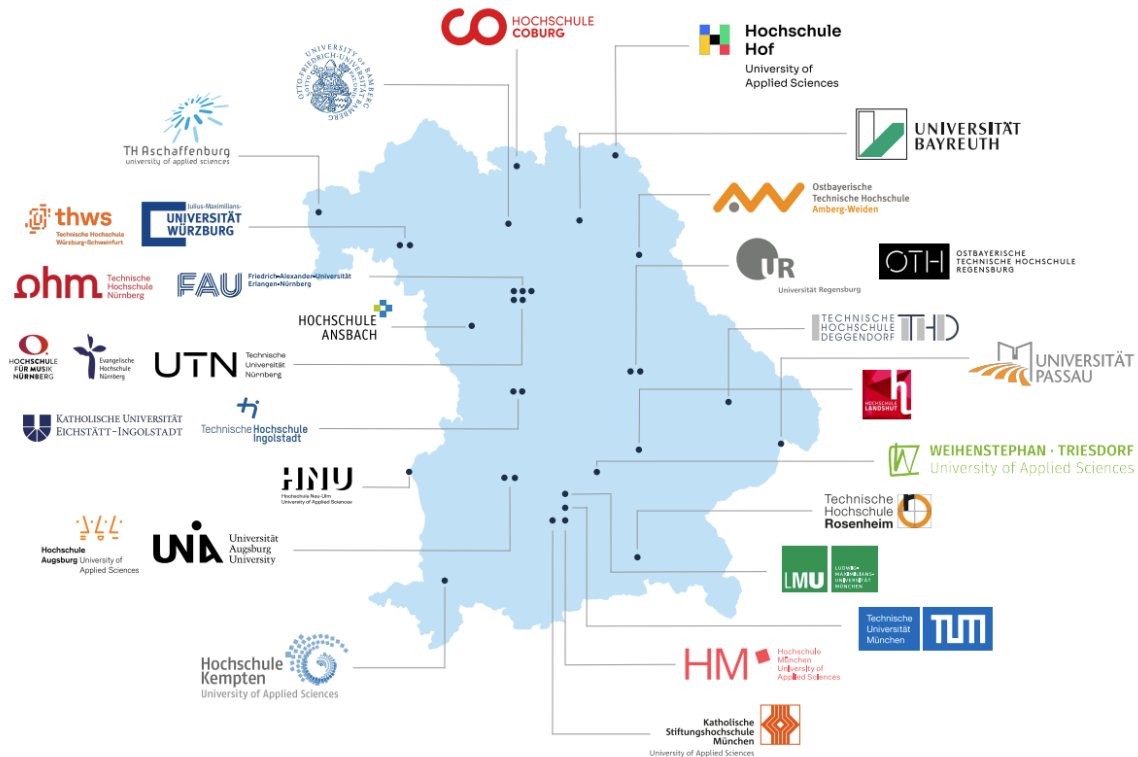 HOCHSCHULE
COBURG
Hochschule
Hof
University of
Applied Sciences
UNIVERSITY OF BAMBERG
OTTO-FRIEDRICH-UNIVERSITÄT BAMBERG
TH Aschaffenburg
university of applied sciences
UNIVERSITÄT
BAYREUTH
thws
Technische Hochschule
Würzburg-Schweinfurt
Julius-Maximilians-
UNIVERSITÄT
WÜRZBURG
Ostbayerische
Technische Hochschule
Amberg-Weiden
UR
Universität Regensburg
OTH
OSTBAYERISCHE
TECHNISCHE HOCHSCHULE
REGENSBURG
ohm
Technische
Hochschule
Nürnberg
FAU
Friedrich-Alexander-Universität
Erlangen-Nürnberg
HOCHSCHULE
ANSBACH
TECHNISCHE
HOCHSCHULE
DEGGENDORF
THD
HOCHSCHULE
FÜR MUSIK
NÜRNBERG
Evangelische
Hochschule
Nürnberg
UTN
Technische
Universität
Nürnberg
UNIVERSITÄT
PASSAU
h
HOCHSCHULE
LANDSHUT
KATHOLISCHE UNIVERSITÄT
EICHSTÄTT-INGOLSTADT
Technische Hochschule
Ingolstadt
WEIHENSTEPHAN · TRIESDORF
University of Applied Sciences
HNU
Hochschule Neu-Ulm
University of Applied Sciences
Technische
Hochschule
Rosenheim
Hochschule
Augsburg University of
Applied Sciences
UNIA
Universität
Augsburg
University
LMU
LUDWIG-
MAXIMILIANS-
UNIVERSITÄT
MÜNCHEN
Technische
Universität
München
TUM
Hochschule
Kempten
University of Applied Sciences
HM
Hochschule
München
University of
Applied Sciences
Katholische
Stiftungshochschule
München
University of Applied Sciences